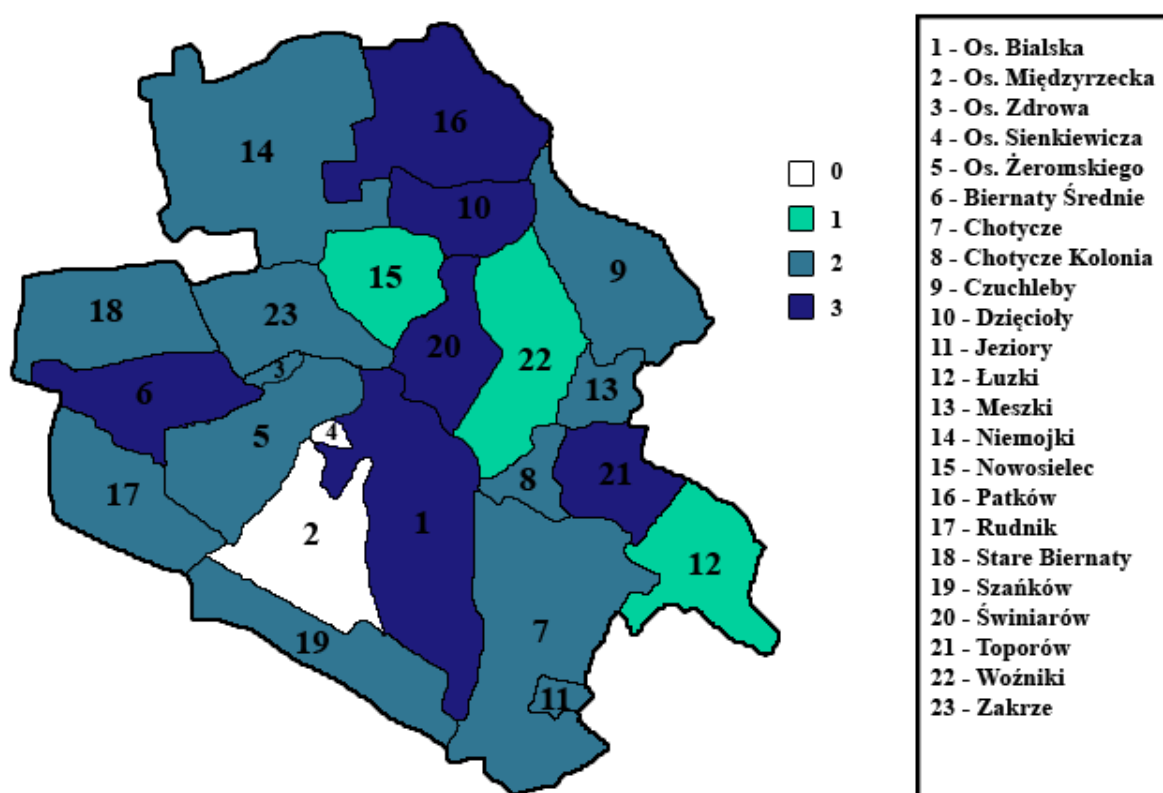 16
14
10
9
15
18
23
20
22
3
13
6
4
5
8
21
17
2
1
12
7
19
11
0
1
2
3
1 - Os. Bialska
2 - Os. Międzyrzecka
3 - Os. Zdrowa
4 - Os. Sienkiewicza
5 - Os. Żeromskiego
6 - Biernaty Średnie
7 - Chotycze
8 - Chotycze Kolonia
9 - Czuchleby
10 - Dzięcioły
11 - Jeziory
12 - Łuzki
13 - Meszki
14 - Niemojki
15 - Nowosielec
16 - Patków
17 - Rudnik
18 - Stare Biernaty
19 - Szańków
20 - Świniarów
21 - Toporów
22 - Woźniki
23 - Zakrze